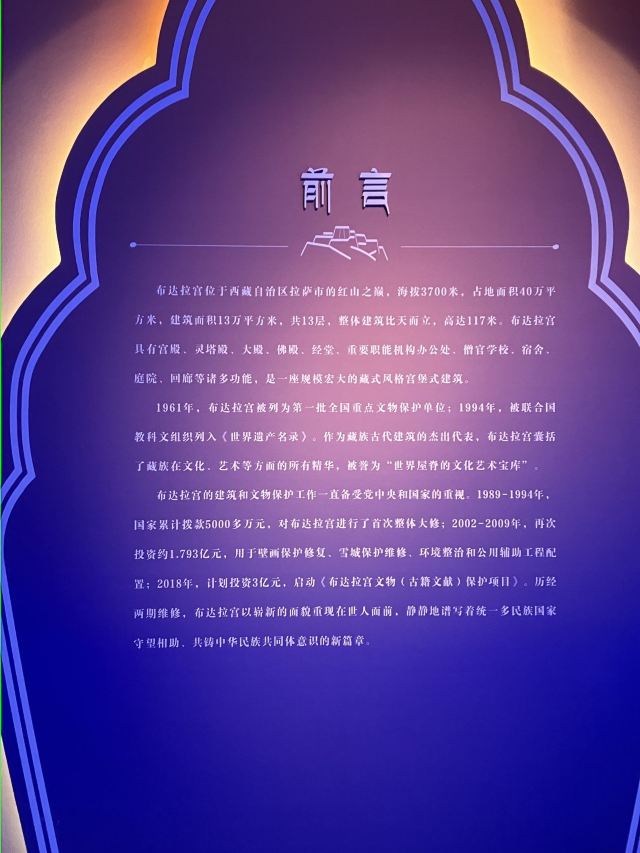 前言
布达拉宫位于西藏自治区拉萨市的红山之巅，海拔3700米，占地面积40万平
方米，建筑面积13万平方米，共13层，整体建筑比天而立，高达117米。布达拉宫
具有宫殿、灵塔殿、大殿、佛殿、经堂、重要职能机构办公处、僧官学校、宿舍、
庭院、回廊等诸多功能，是一座规模宏大的藏式风格宫堡式建筑。
1961年，布达拉宫被列为第一批全国重点文物保护单位；1994年，被联合国
教科文组织列入《世界遗产名录》。作为藏族古代建筑的杰出代表，布达拉宫囊括
了藏族在文化、艺术等方面的所有精华，被誉为“世界屋脊的文化艺术宝库”。
布达拉宫的建筑和文物保护工作一直备受党中央和国家的重视。1989-1994年，
国家累计拨款5000多万元，对布达拉宫进行了首次整体大修；2002-2009年，再次
投资约1.793亿元，用于壁画保护修复、雪城保护维修、环境整治和公用辅助工程配
置；2018年，计划投资3亿元，启动《布达拉宫文物（古籍文献）保护项目》。历经
两期维修，布达拉宫以崭新的面貌重现在世人面前，静静地谱写着统一多民族国家
守望相助、共铸中华民族共同体意识的新篇章。